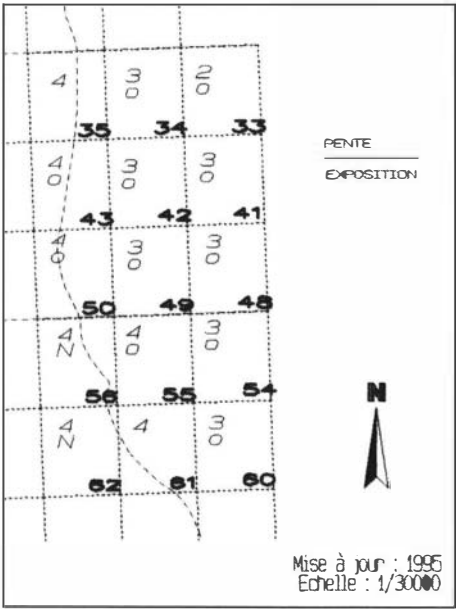 4 3 2
0 0
35 34 33
PENTE
EXPOSITION
4 3 3
0 0 0
43 42 41
4 3 3
0 0 0
50 49 48
4 4 3
N 0 0
56 55 54
N
4 4 3
N 0
62 61 60
Mise à jour : 1995
Echelle : 1/30000